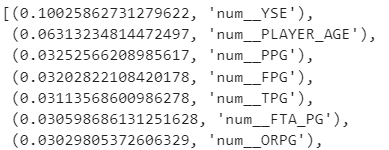 [(0.10025862731279622, 'num__YSE'),
(0.06313234814472497, 'num__PLAYER_AGE'),
(0.03252566208985617, 'num__PPG'),
(0.03202822108420178, 'num__FPG'),
(0.03113568600986278, 'num__TPG'),
(0.030598686131251628, 'num__FTA_PG'),
(0.03029805372606329, 'num__ORPG'),